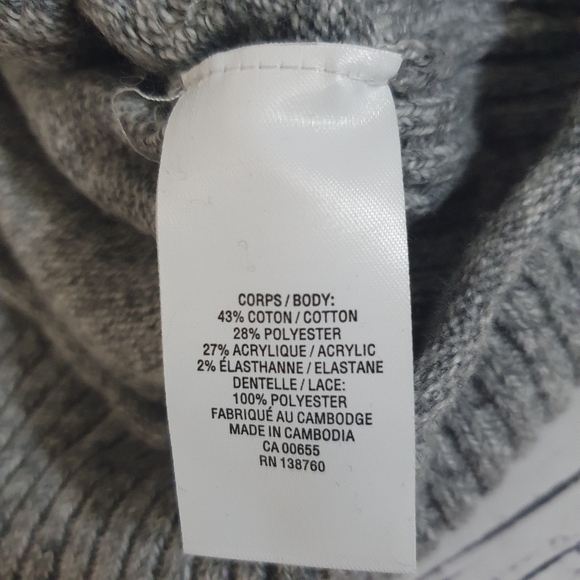 CORPS / BODY:
43% COTON / COTTON
28% POLYESTER
27% ACRYLIQUE / ACRYLIC
2% ÉLASTHANNE / ELASTANE
DENTELLE / LACE:
100% POLYESTER
FABRIQUÉ AU CAMBODGE
MADE IN CAMBODIA
CA 00655
RN 138760